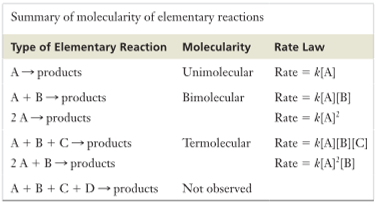 Summary of molecularity of elementary reactions
Type of Elementary Reaction Molecularity Rate Law
A → products Unimolecular Rate = k[A]
A + B → products Bimolecular Rate = k[A][B]
2 A → products Rate = k[A]²
A + B + C → products Termolecular Rate = k[A][B][C]
2 A + B → products Rate = k[A]²[B]
A + B + C + D → products Not observed